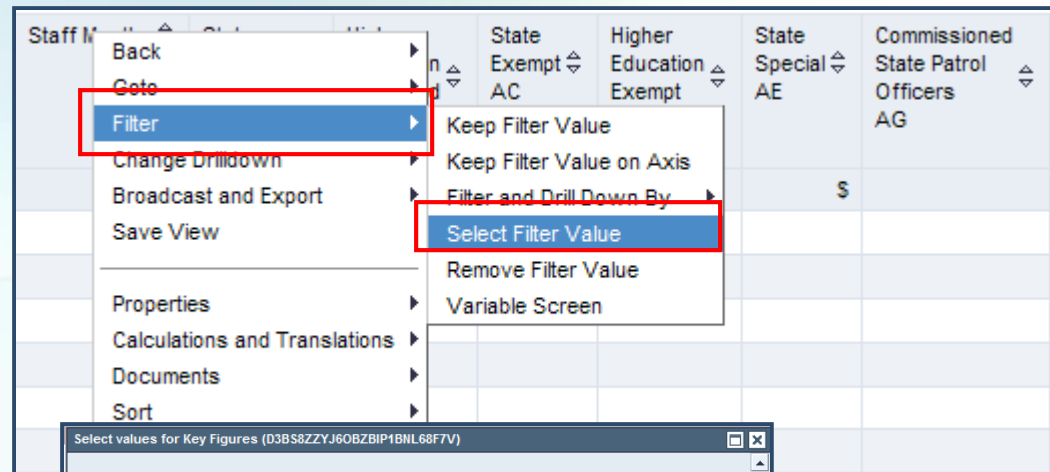 Staff
State
Exempt
AC
Higher
Education
Exempt
State
Special
AE
Commissioned
State Patrol
Officers
AG
$
Back
Goto
Filter
Change Drilldown
Broadcast and Export
Save View
Properties
Calculations and Translations
Documents
Sort
Keep Filter Value
Keep Filter Value on Axis
Filter and Drill Down By
Select Filter Value
Remove Filter Value
Variable Screen
Select values for Key Figures (D3BS8ZZYJ6OBZBIP1BNL68F7V)